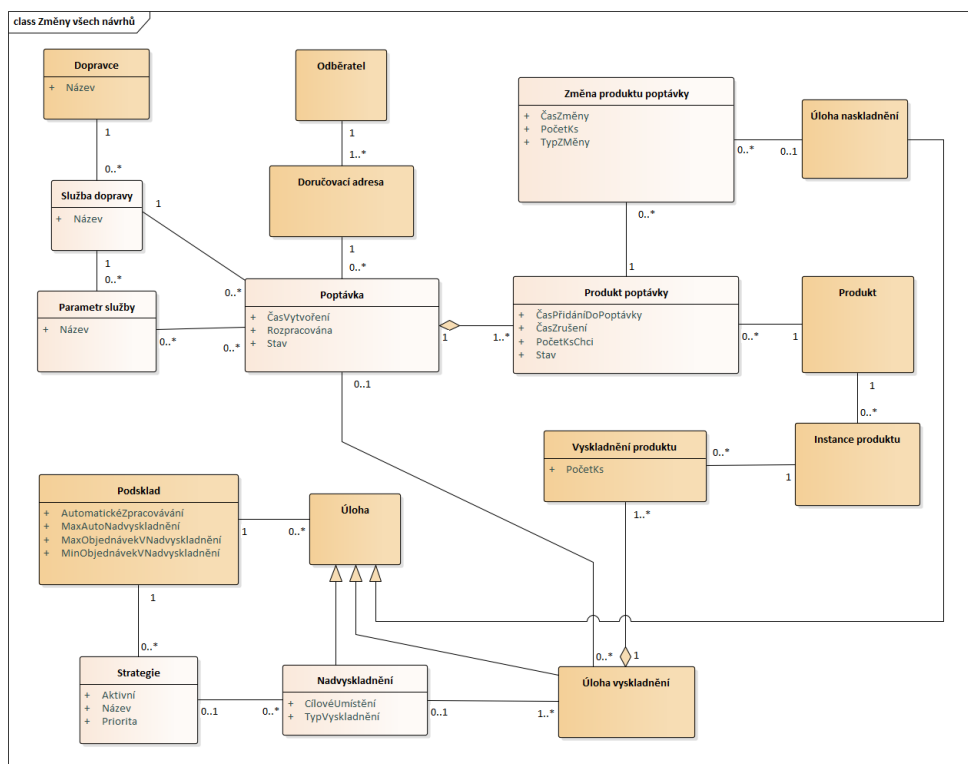 class Změny všech návrhů
Dopravce
+ Název
Odběratel
Změna produktu poptávky
+ ČasZměny
+ PočetKs
+ TypZMěny
Úloha naskladnění
1
0..*
1
1..*
0..*
0..1
Služba dopravy
+ Název
Doručovací adresa
1
1
0..*
1
0..*
0..*
0..*
1
Parametr služby
+ Název
0..*
0..*
Poptávka
+ ČasVytvoření
+ Rozpracována
+ Stav
1
1..*
Produkt poptávky
+ ČasPřidáníDoPoptávky
+ ČasZrušení
+ PočetKsChci
+ Stav
0..*
1
Produkt
0..1
1
0..*
Vyskladnění produktu
+ PočetKs
0..*
1
Instance produktu
1..*
Podsklad
+ AutomatickéZpracovávání
+ MaxAutoNadvyskladnění
+ MaxObjednávekVNadvyskladnění
+ MinObjednávekVNadvyskladnění
1
0..*
Úloha
1
0..*
0..*
1
Strategie
+ Aktivní
+ Název
+ Priorita
0..1
0..*
Nadvyskladnění
+ CílovéUmístění
+ TypVyskladnění
0..1
1..*
Úloha vyskladnění